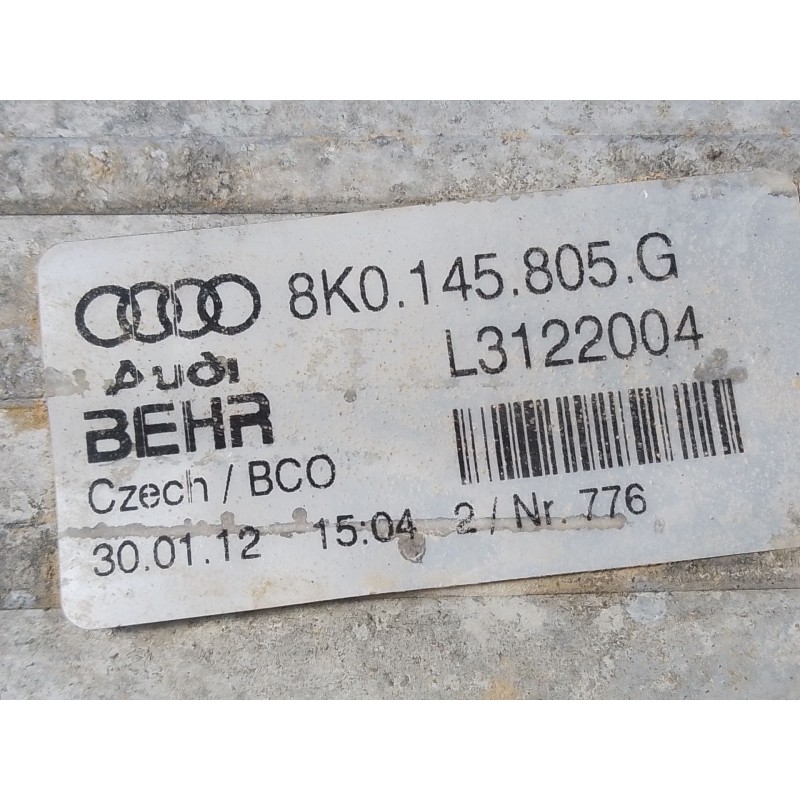 8K0.145.805.G
Audi
L3122004
BEHR
Czech / BCO
30.01.12 15:04 2 / Nr. 776